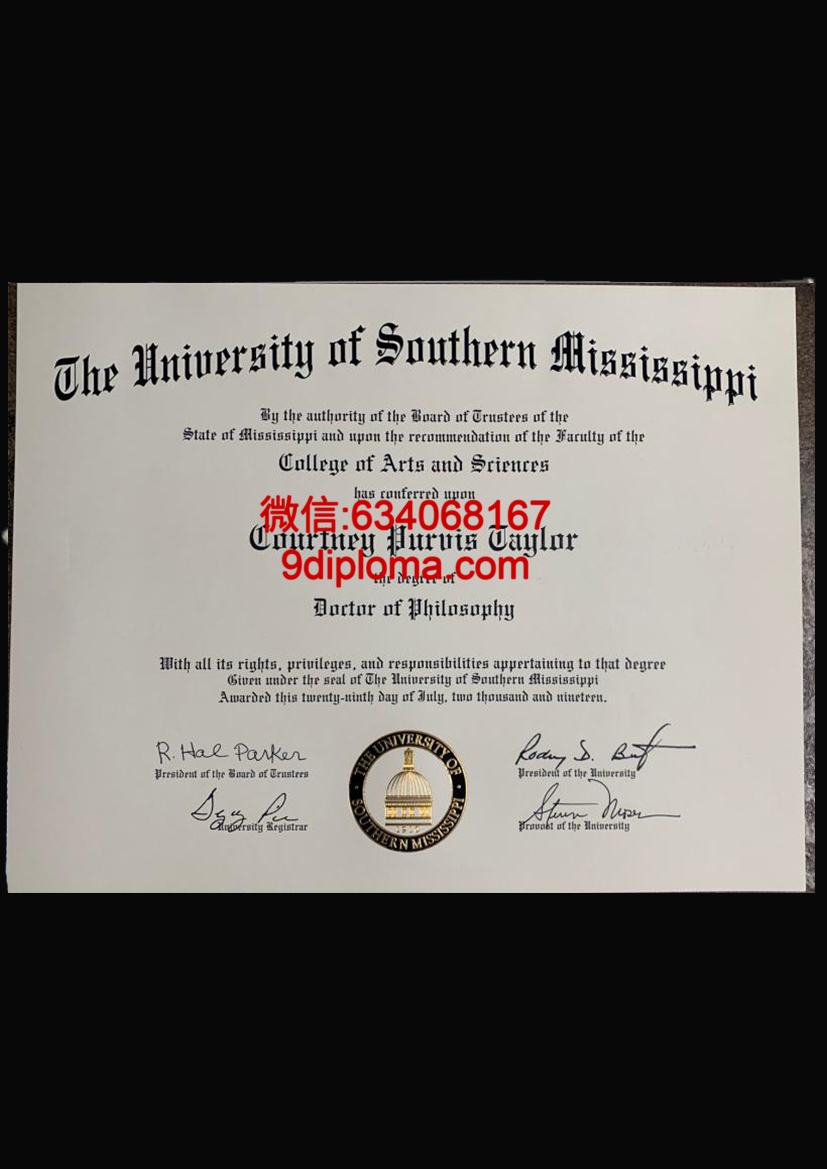 The University of Southern Mississippi
By the authority of the Board of Trustees of the
State of Mississippi and upon the recommendation of the Faculty of the
College of Arts and Sciences
has conferred upon
微信:634068167
Courtney Purvis Taylor
9diploma.com
the degree of
Doctor of Philosophy
With all its rights, privileges, and responsibilities appertaining to that degree
Given under the seal of The University of Southern Mississippi
Awarded this twenty-ninth day of July, two thousand and nineteen.
R. Hal Parker
President of the Board of Trustees
President of the University
University Registrar
Provost of the University
THE UNIVERSITY OF
SOUTHERN MISSISSIPPI
1910